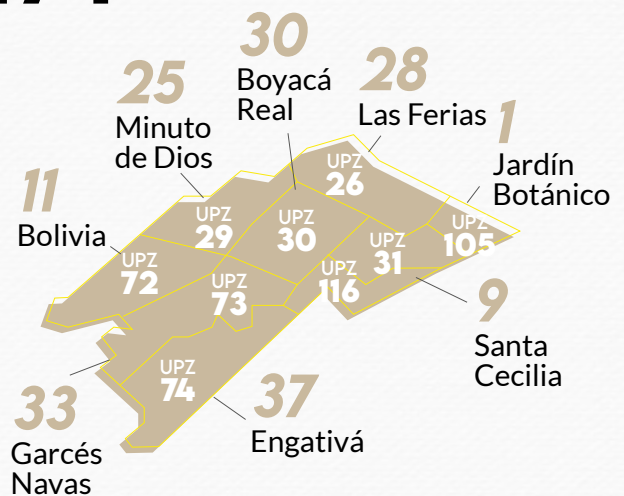 30
Boyacá
Real
28
Las Ferias
25
Minuto
de Dios
1
Jardín
Botánico
11
Bolivia
UPZ
26
UPZ
29
UPZ
30
UPZ
105
UPZ
31
UPZ
72
UPZ
73
UPZ
116
UPZ
74
9
Santa
Cecilia
33
Garcés
Navas
37
Engativá